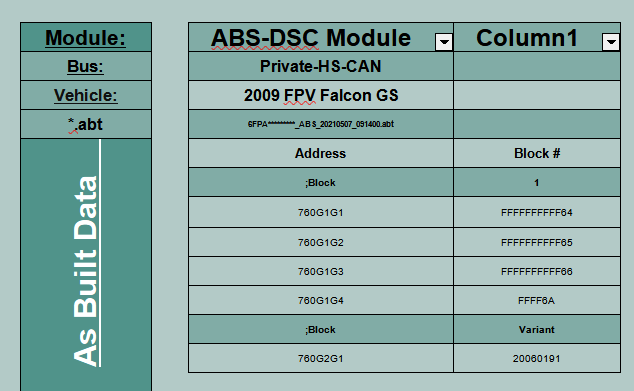 Module: ABS-DSC Module Column1
Bus: Private-HS-CAN
Vehicle: 2009 FPV Falcon GS
*.abt 6FPA*********_ABS_20210507_091400.abt
As Built Data
Address Block #
;Block 1
760G1G1 FFFFFFFFFF64
760G1G2 FFFFFFFFFF65
760G1G3 FFFFFFFFFF66
760G1G4 FFFF6A
;Block Variant
760G2G1 20060191